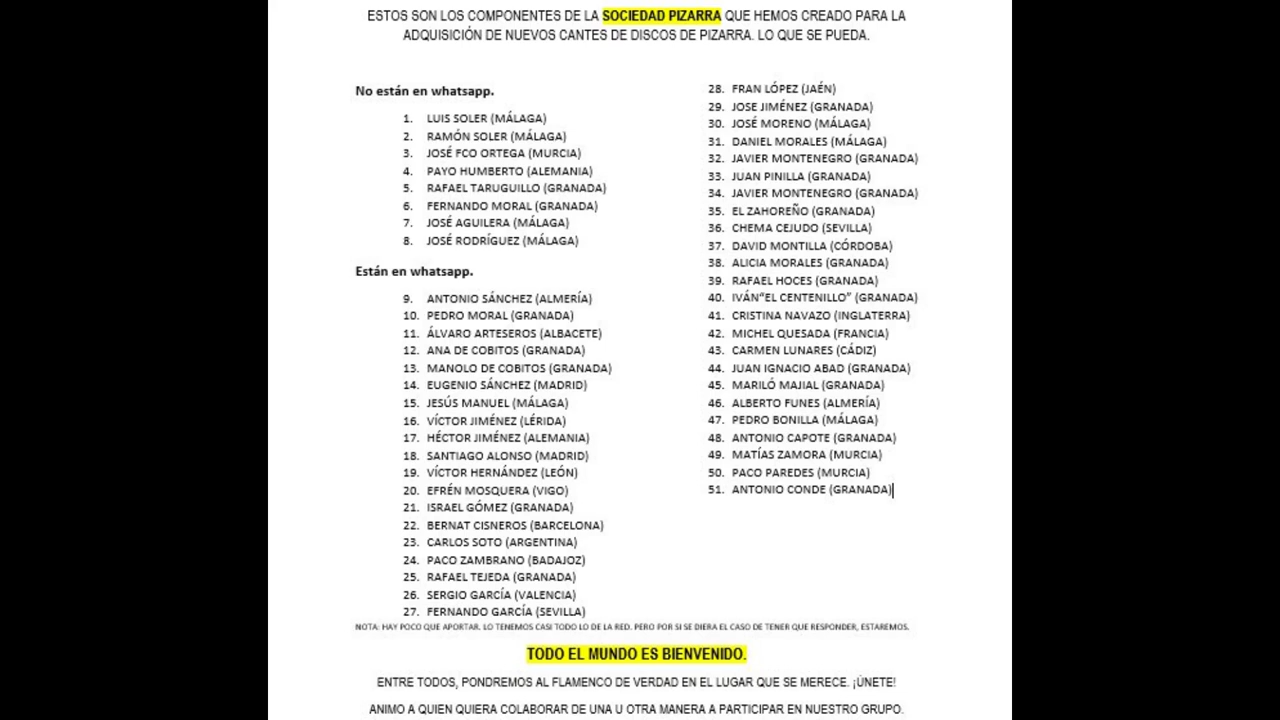 ESTOS SON LOS COMPONENTES DE LA SOCIEDAD PIZARRA QUE HEMOS CREADO PARA LA
ADQUISICIÓN DE NUEVOS CANTES DE DISCOS DE PIZARRA. LO QUE SE PUEDA.
No están en whatsapp.
1. LUIS SOLER (MÁLAGA)
2. RAMÓN SOLER (MÁLAGA)
3. JOSÉ FCO ORTEGA (MURCIA)
4. PAYO HUMBERTO (ALEMANIA)
5. RAFAEL TARUGUILLO (GRANADA)
6. FERNANDO MORAL (GRANADA)
7. JOSÉ AGUILERA (MÁLAGA)
8. JOSÉ RODRÍGUEZ (MÁLAGA)
Están en whatsapp.
9. ANTONIO SÁNCHEZ (ALMERÍA)
10. PEDRO MORAL (GRANADA)
11. ÁLVARO ARTESEROS (ALBACETE)
12. ANA DE COBITOS (GRANADA)
13. MANOLO DE COBITOS (GRANADA)
14. EUGENIO SÁNCHEZ (MADRID)
15. JESÚS MANUEL (MÁLAGA)
16. VÍCTOR JIMÉNEZ (LÉRIDA)
17. HÉCTOR JIMÉNEZ (ALEMANIA)
18. SANTIAGO ALONSO (MADRID)
19. VÍCTOR HERNÁNDEZ (LEÓN)
20. EFRÉN MOSQUERA (VIGO)
21. ISRAEL GÓMEZ (GRANADA)
22. BERNAT CISNEROS (BARCELONA)
23. CARLOS SOTO (ARGENTINA)
24. PACO ZAMBRANO (BADAJOZ)
25. RAFAEL TEJEDA (GRANADA)
26. SERGIO GARCÍA (VALENCIA)
27. FERNANDO GARCÍA (SEVILLA)
28. FRAN LÓPEZ (JAÉN)
29. JOSE JIMÉNEZ (GRANADA)
30. JOSÉ MORENO (MÁLAGA)
31. DANIEL MORALES (MÁLAGA)
32. JAVIER MONTENEGRO (GRANADA)
33. JUAN PINILLA (GRANADA)
34. JAVIER MONTENEGRO (GRANADA)
35. EL ZAHOREÑO (GRANADA)
36. CHEMA CEJUDO (SEVILLA)
37. DAVID MONTILLA (CÓRDOBA)
38. ALICIA MORALES (GRANADA)
39. RAFAEL HOCES (GRANADA)
40. IVÁN“EL CENTENILLO” (GRANADA)
41. CRISTINA NAVAZO (INGLATERRA)
42. MICHEL QUESADA (FRANCIA)
43. CARMEN LUNARES (CÁDIZ)
44. JUAN IGNACIO ABAD (GRANADA)
45. MARILÓ MAJIAL (GRANADA)
46. ALBERTO FUNES (ALMERÍA)
47. PEDRO BONILLA (MÁLAGA)
48. ANTONIO CAPOTE (GRANADA)
49. MATÍAS ZAMORA (MURCIA)
50. PACO PAREDES (MURCIA)
51. ANTONIO CONDE (GRANADA)
NOTA: HAY POCO QUE APORTAR. LO TENEMOS CASI TODO LO DE LA RED. PERO POR SI SE DIERA EL CASO DE TENER QUE RESPONDER, ESTAREMOS.
TODO EL MUNDO ES BIENVENIDO.
ENTRE TODOS, PONDREMOS AL FLAMENCO DE VERDAD EN EL LUGAR QUE SE MERECE. ¡ÚNETE!
ANIMO A QUIEN QUIERA COLABORAR DE UNA U OTRA MANERA A PARTICIPAR EN NUESTRO GRUPO.